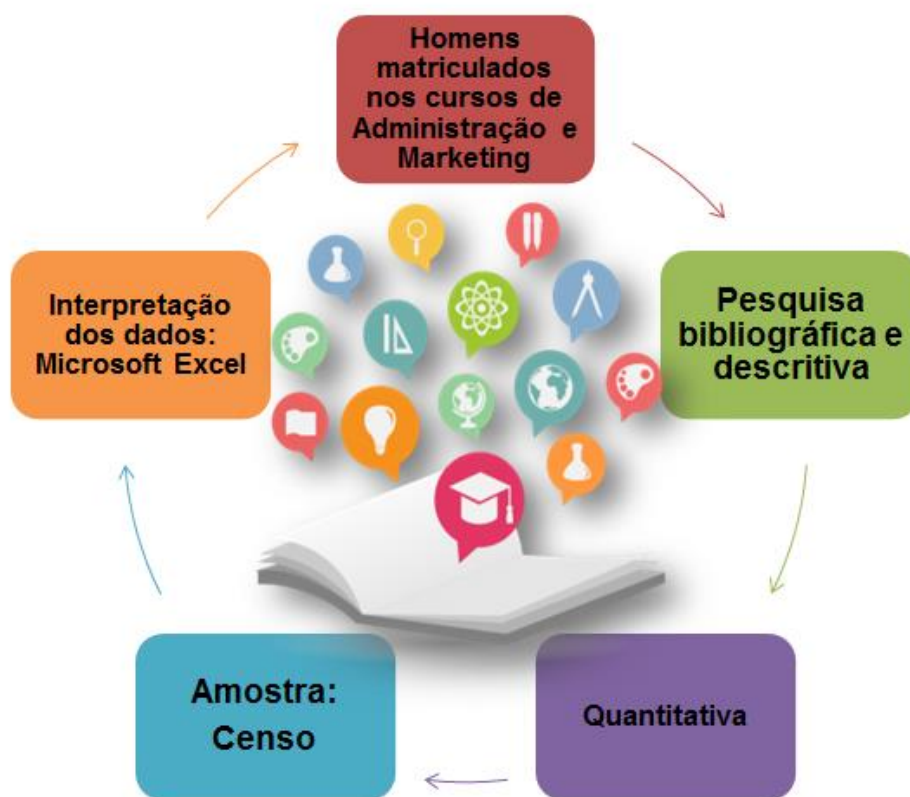 Homens
matriculados
nos cursos de
Administração e
Marketing
Pesquisa
bibliográfica e
descritiva
Quantitativa
Amostra:
Censo
Interpretação
dos dados:
Microsoft Excel